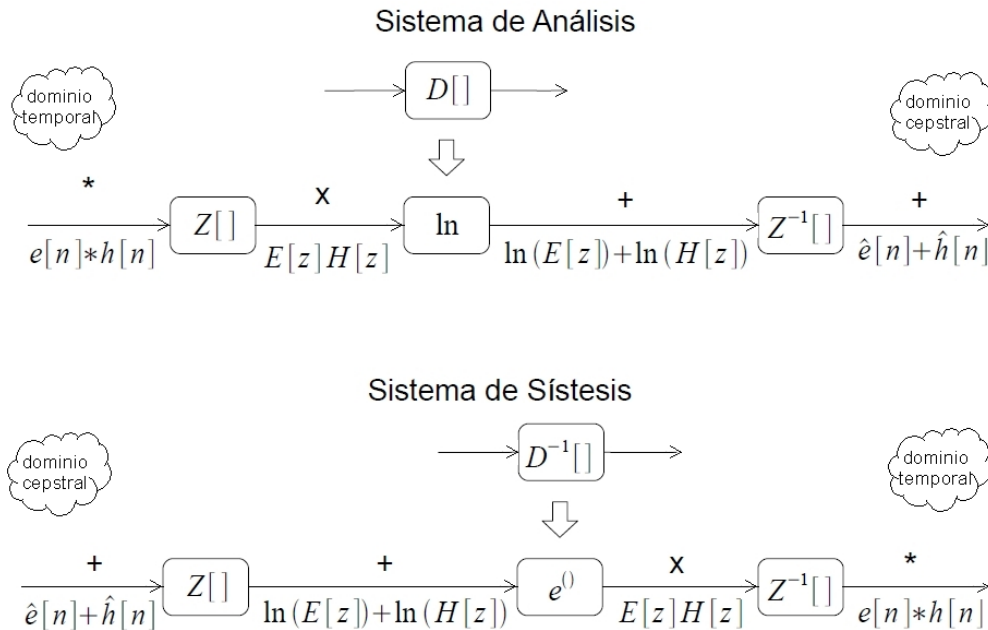 Sistema de Análisis
dominio
temporal
D[]
dominio
cepstral
* x + +
Z[] ln Z⁻¹[]
e[n]*h[n] E[z]H[z] ln(E[z])+ln(H[z]) ê[n]+ĥ[n]
Sistema de Sístesis
dominio
cepstral
D⁻¹[]
dominio
temporal
+ + x *
Z[] e⁽⁾ Z⁻¹[]
ê[n]+ĥ[n] ln(E[z])+ln(H[z]) E[z]H[z] e[n]*h[n]